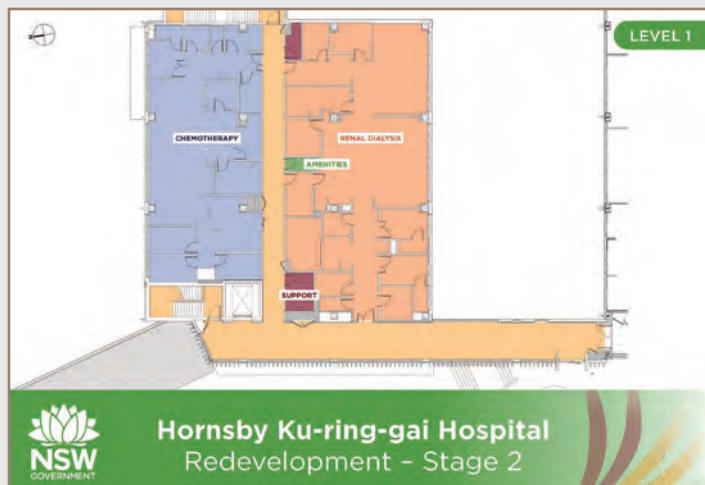 LEVEL 1
CHEMOTHERAPY
RENAL DIALYSIS
AMENITIES
SUPPORT
NSW
GOVERNMENT
Hornsby Ku-ring-gai Hospital
Redevelopment – Stage 2